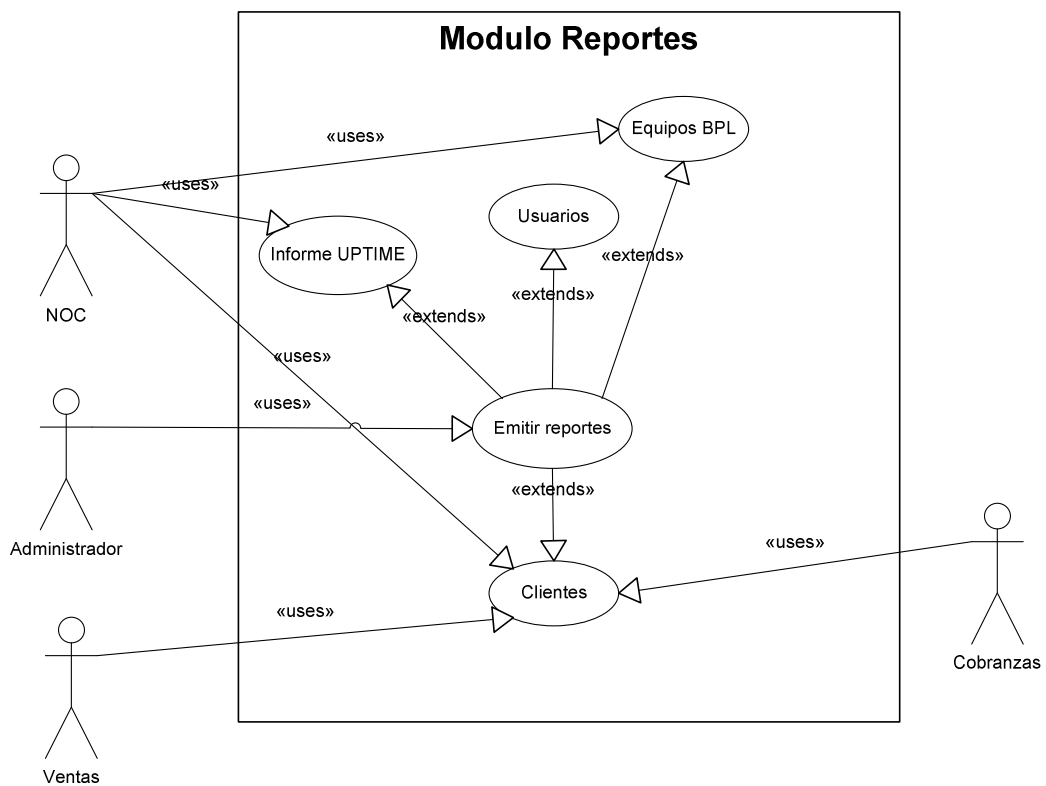 Modulo Reportes
Equipos BPL
«uses»
«uses»
Usuarios
Informe UPTIME
«extends»
«extends»
NOC
«extends»
«uses»
«uses»
Emitir reportes
«extends»
Administrador
«uses»
Clientes
«uses»
Cobranzas
Ventas